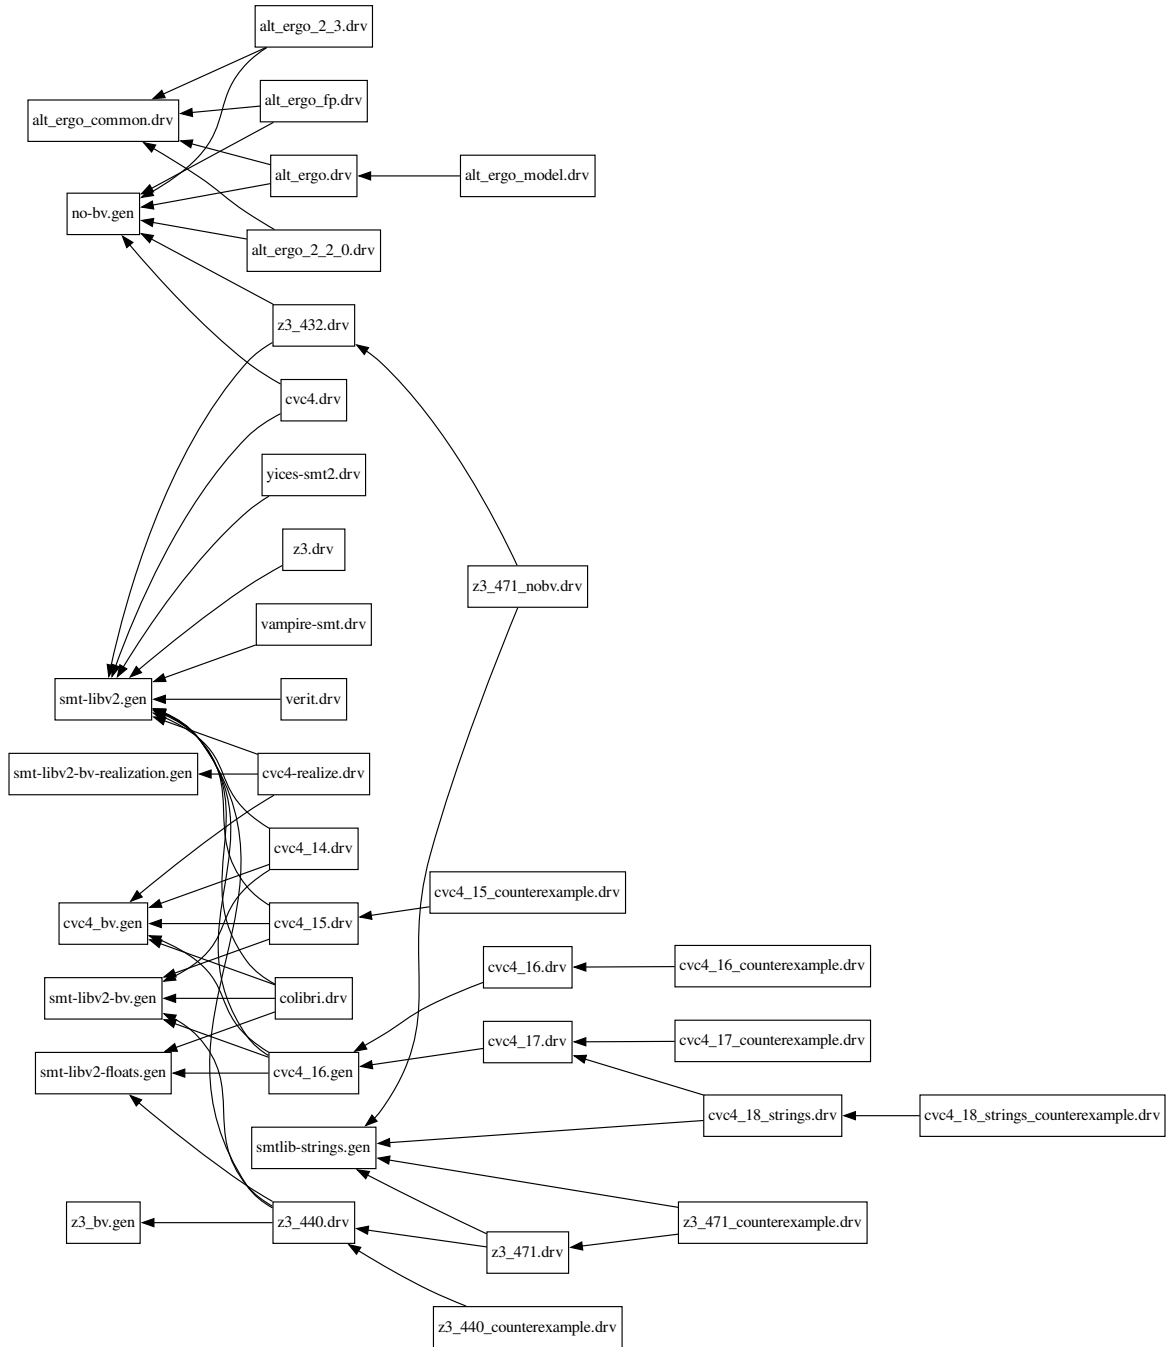 alt_ergo_2_3.drv
alt_ergo_fp.drv
alt_ergo_common.drv
alt_ergo.drv
alt_ergo_model.drv
no-bv.gen
alt_ergo_2_2_0.drv
z3_432.drv
cvc4.drv
yices-smt2.drv
z3.drv
z3_471_nobv.drv
vampire-smt.drv
smt-libv2.gen
verit.drv
smt-libv2-bv-realization.gen
cvc4-realize.drv
cvc4_14.drv
cvc4_15_counterexample.drv
cvc4_bv.gen
cvc4_15.drv
cvc4_16.drv
cvc4_16_counterexample.drv
smt-libv2-bv.gen
colibri.drv
cvc4_17.drv
cvc4_17_counterexample.drv
smt-libv2-floats.gen
cvc4_16.gen
cvc4_18_strings.drv
cvc4_18_strings_counterexample.drv
smtlib-strings.gen
z3_bv.gen
z3_440.drv
z3_471_counterexample.drv
z3_471.drv
z3_440_counterexample.drv